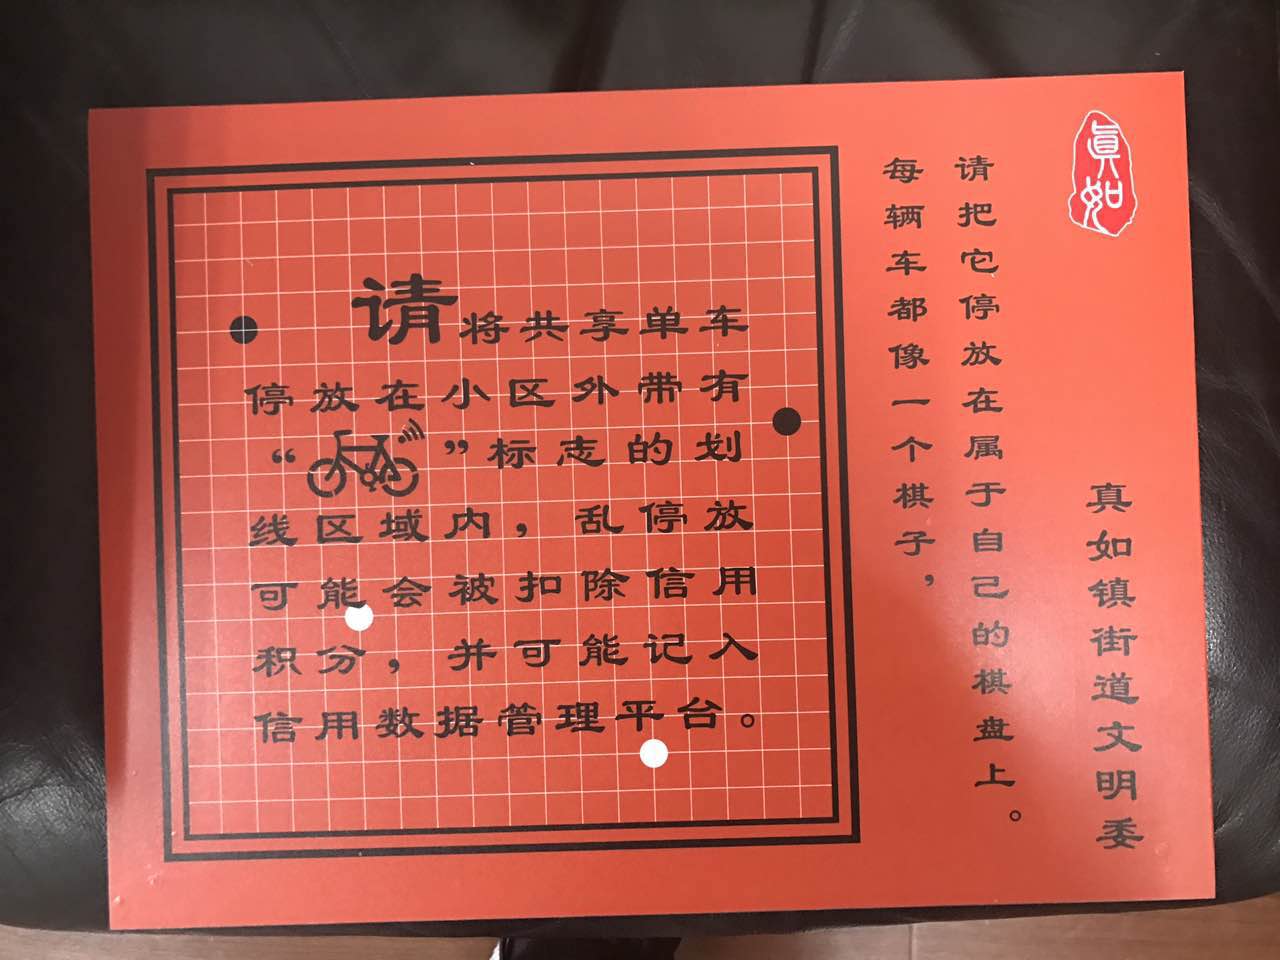 請将共享单车
停放在小区外带有
“”标志的划
线区域内，乱停放
可能会被扣除信用
积分，并可能记入
信用数据管理平台。
每辆车都像一个棋子，
请把它停放在属于自己的棋盘上。
真如镇街道文明委
真如